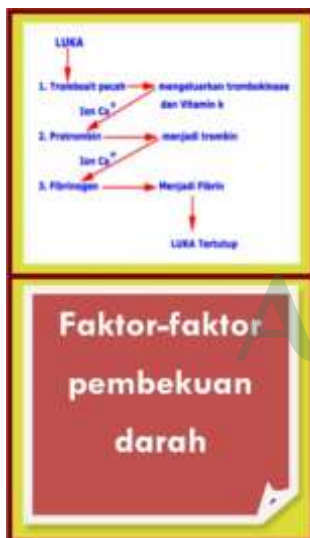 LUKA
1. Trombosit pecah mengeluarkan trombokinase
dan Vitamin k
Ion Ca+
2. Protrombin menjadi trombin
Ion Ca+
3. Fibrinogen Menjadi Fibrin
LUKA Tertutup
Faktor-faktor
pembekuan
darah